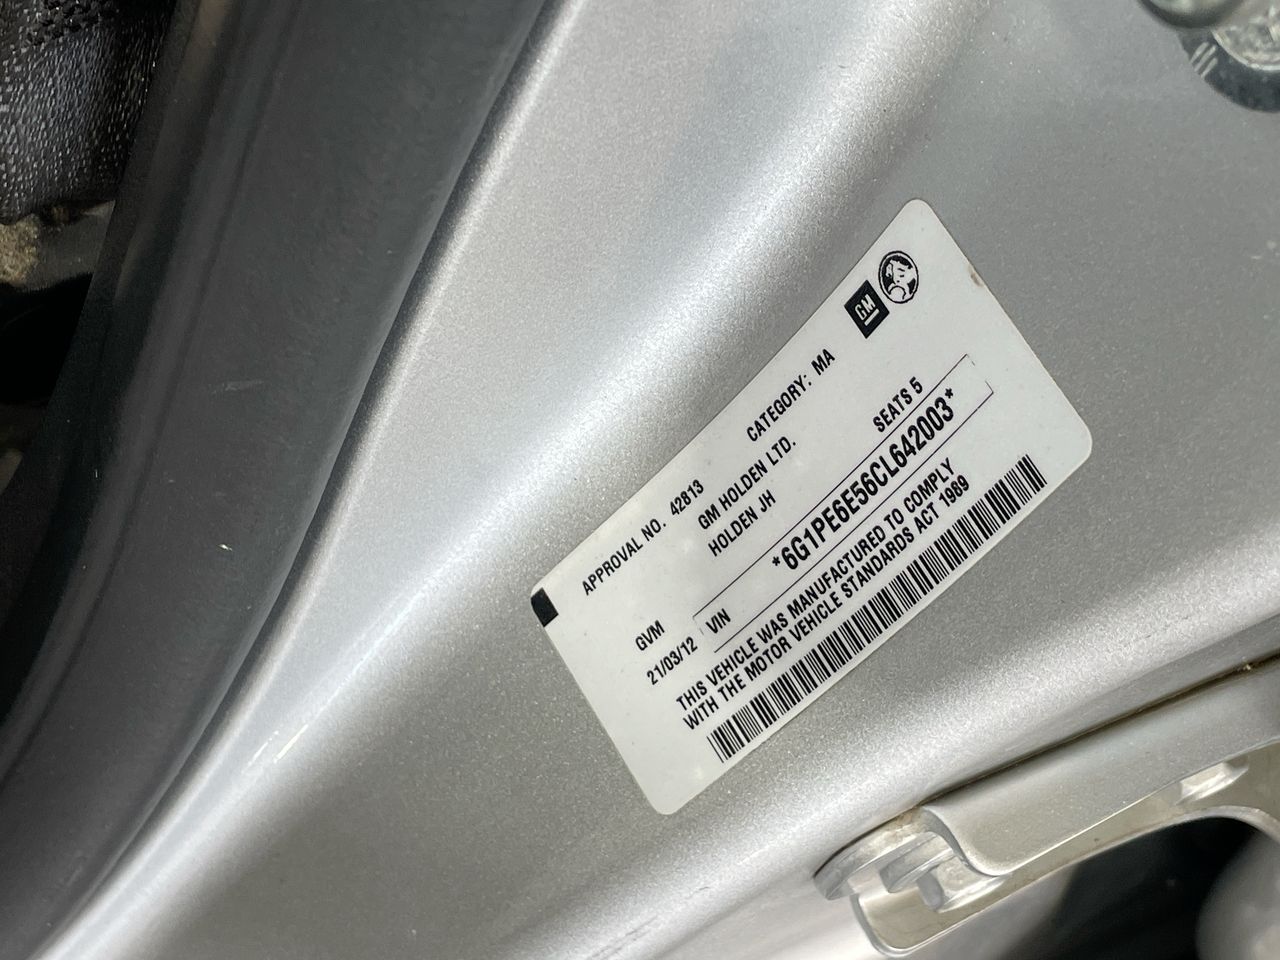 APPROVAL NO. 42813 CATEGORY: MA
GM
GM HOLDEN LTD.
GVM HOLDEN JH SEATS 5
21/03/12 VIN *6G1PE6E56CL642003*
THIS VEHICLE WAS MANUFACTURED TO COMPLY
WITH THE MOTOR VEHICLE STANDARDS ACT 1989